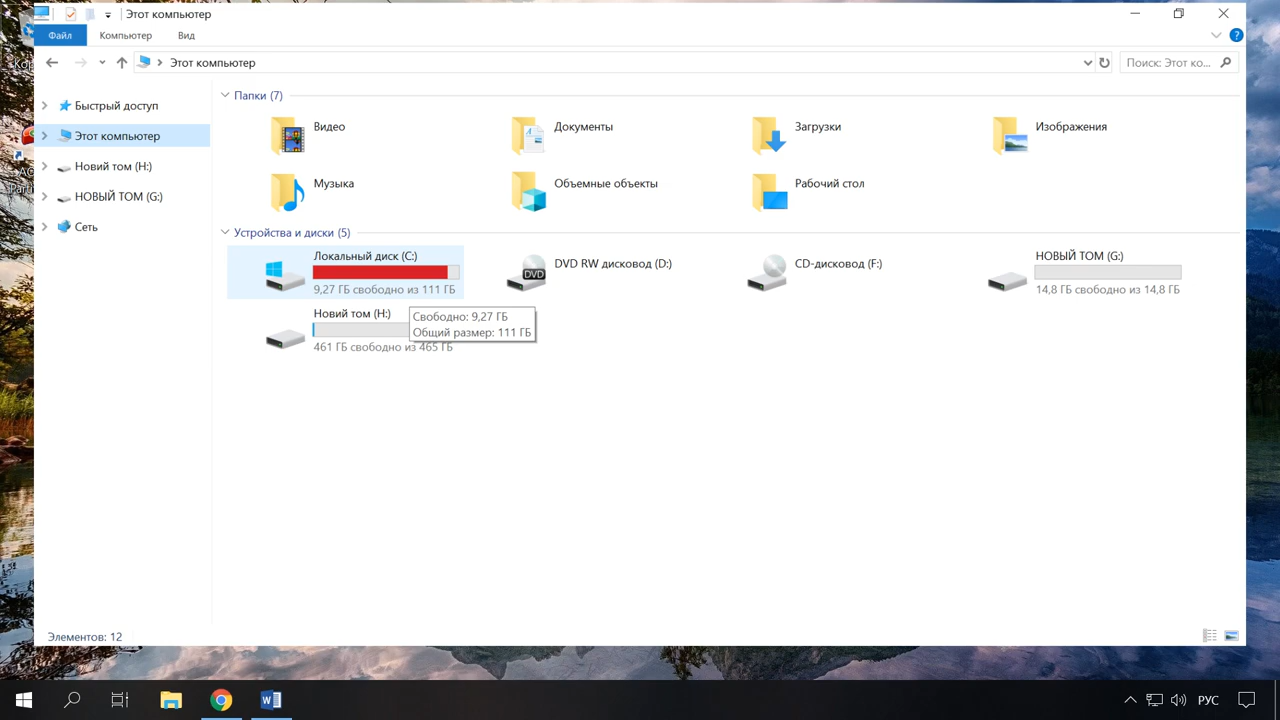 Этот компьютер
Файл
Компьютер
Вид
?
Этот компьютер
Поиск: Этот ко...
Быстрый доступ
Этот компьютер
Новий том (H:)
НОВЫЙ ТОМ (G:)
Сеть
Папки (7)
Видео
Документы
Загрузки
Изображения
Музыка
Объемные объекты
Рабочий стол
Устройства и диски (5)
Локальный диск (C:)
9,27 ГБ свободно из 111 ГБ
DVD
DVD RW дисковод (D:)
CD-дисковод (F:)
НОВЫЙ ТОМ (G:)
14,8 ГБ свободно из 14,8 ГБ
Новий том (H:)
461 ГБ свободно из 465 ГБ
Свободно: 9,27 ГБ
Общий размер: 111 ГБ
Элементов: 12
РУС